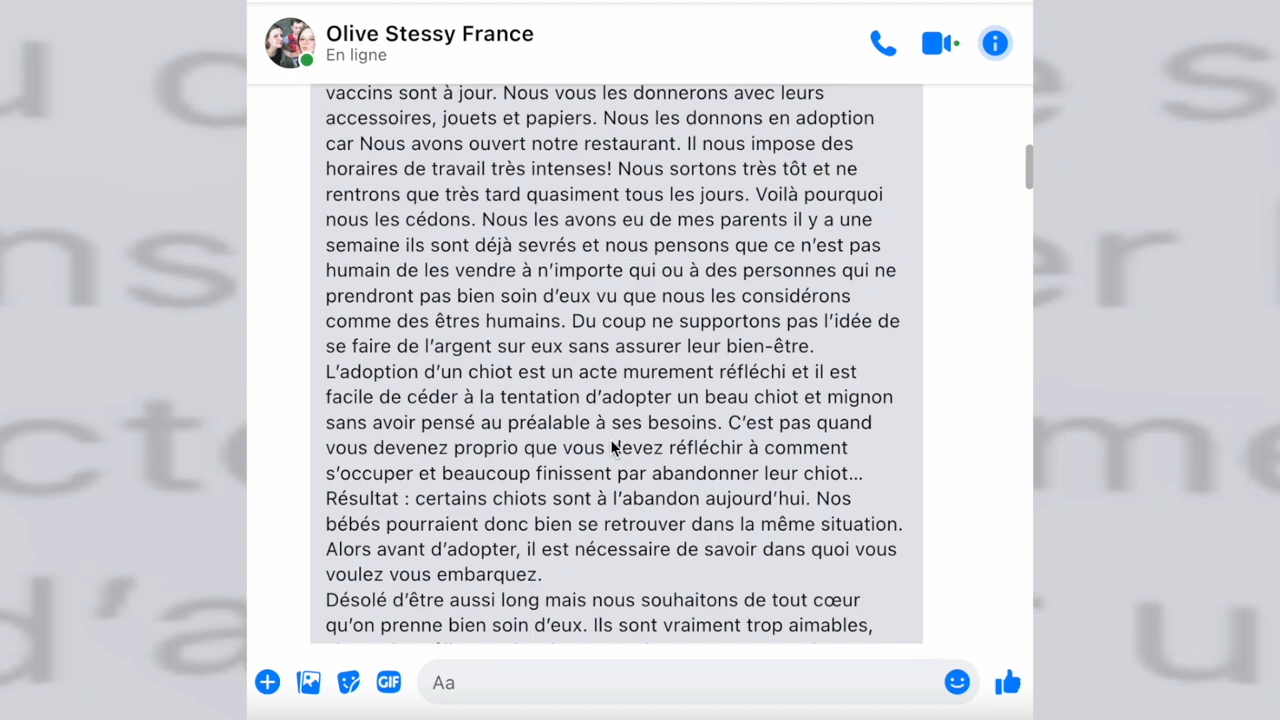 Olive Stessy France
En ligne
vaccins sont à jour. Nous vous les donnerons avec leurs
accessoires, jouets et papiers. Nous les donnons en adoption
car Nous avons ouvert notre restaurant. Il nous impose des
horaires de travail très intenses! Nous sortons très tôt et ne
rentrons que très tard quasiment tous les jours. Voilà pourquoi
nous les cédons. Nous les avons eu de mes parents il y a une
semaine ils sont déjà sevrés et nous pensons que ce n'est pas
humain de les vendre à n'importe qui ou à des personnes qui ne
prendront pas bien soin d'eux vu que nous les considérons
comme des êtres humains. Du coup ne supportons pas l'idée de
se faire de l'argent sur eux sans assurer leur bien-être.
L'adoption d'un chiot est un acte murement réfléchi et il est
facile de céder à la tentation d'adopter un beau chiot et mignon
sans avoir pensé au préalable à ses besoins. C'est pas quand
vous devenez proprio que vous devez réfléchir à comment
s'occuper et beaucoup finissent par abandonner leur chiot...
Résultat : certains chiots sont à l'abandon aujourd'hui. Nos
bébés pourraient donc bien se retrouver dans la même situation.
Alors avant d'adopter, il est nécessaire de savoir dans quoi vous
voulez vous embarquez.
Désolé d'être aussi long mais nous souhaitons de tout cœur
qu'on prenne bien soin d'eux. Ils sont vraiment trop aimables,
GIF
Aa